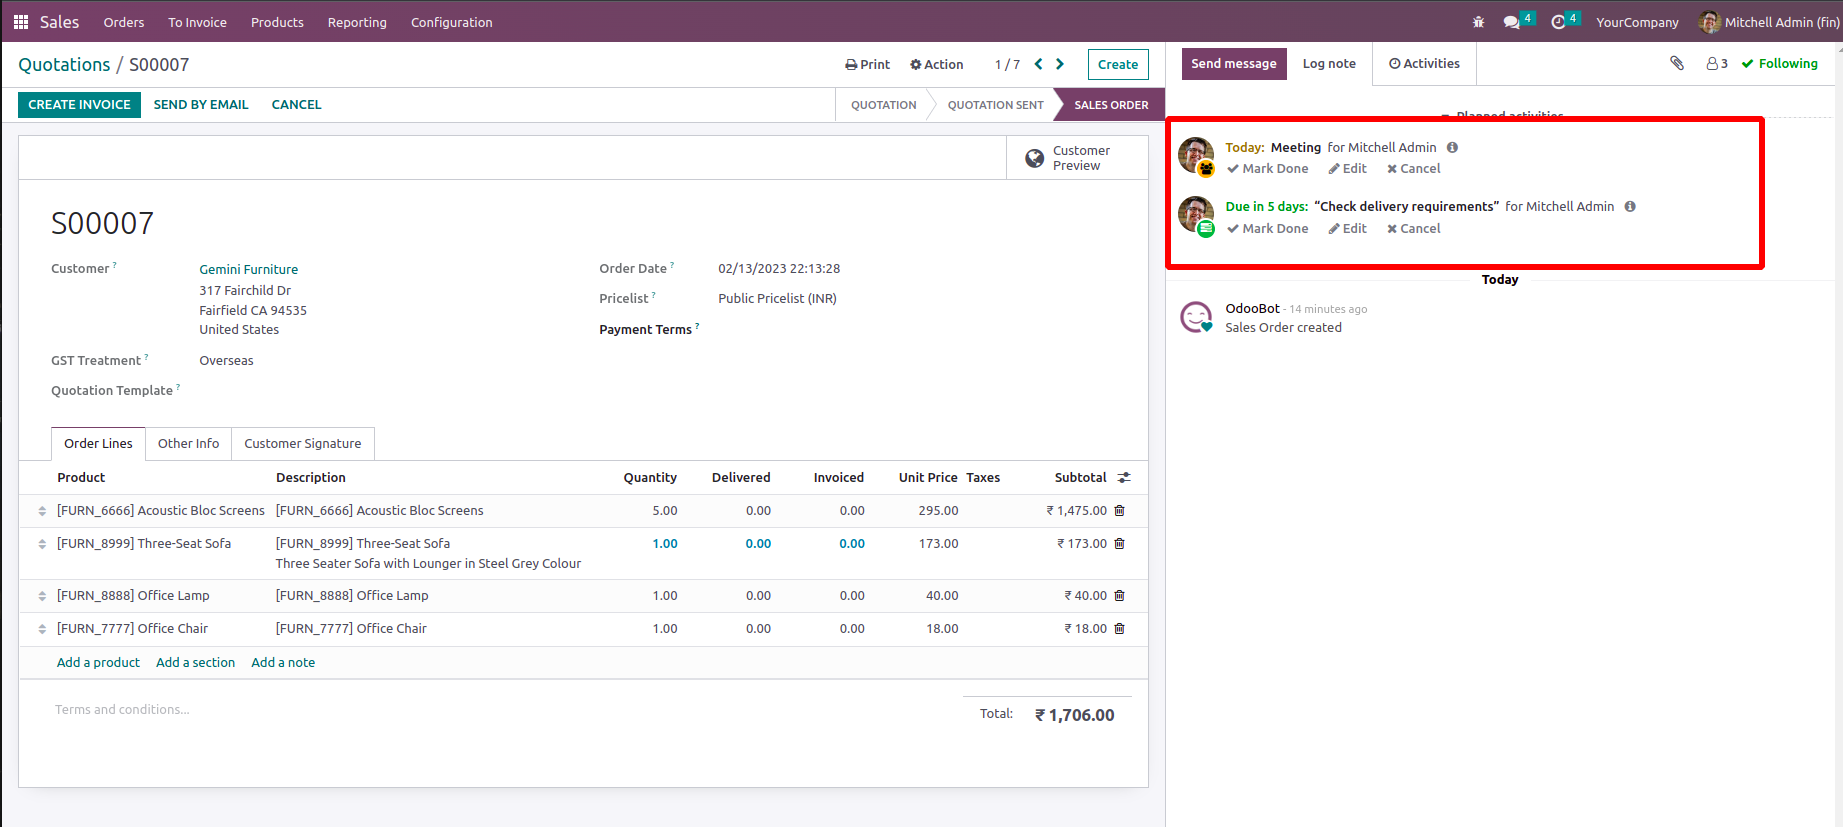 Sales Orders To Invoice Products Reporting Configuration 4 4 YourCompany Mitchell Admin (fin)
Quotations / S00007 Print Action 1 / 7 Create
CREATE INVOICE SEND BY EMAIL CANCEL QUOTATION QUOTATION SENT SALES ORDER
Customer
Preview
S00007
Customer ? Gemini Furniture
317 Fairchild Dr
Fairfield CA 94535
United States
Order Date ? 02/13/2023 22:13:28
Pricelist ? Public Pricelist (INR)
Payment Terms ?
GST Treatment ? Overseas
Quotation Template ?
Order Lines Other Info Customer Signature
Product Description Quantity Delivered Invoiced Unit Price Taxes Subtotal
[FURN_6666] Acoustic Bloc Screens [FURN_6666] Acoustic Bloc Screens 5.00 0.00 0.00 295.00 ₹ 1,475.00
[FURN_8999] Three-Seat Sofa [FURN_8999] Three-Seat Sofa 1.00 0.00 0.00 173.00 ₹ 173.00
Three Seater Sofa with Lounger in Steel Grey Colour
[FURN_8888] Office Lamp [FURN_8888] Office Lamp 1.00 0.00 0.00 40.00 ₹ 40.00
[FURN_7777] Office Chair [FURN_7777] Office Chair 1.00 0.00 0.00 18.00 ₹ 18.00
Add a product Add a section Add a note
Terms and conditions...
Total: ₹ 1,706.00
Send message Log note Activities 3 Following
Planned activities
Today: Meeting for Mitchell Admin
Mark Done Edit Cancel
Due in 5 days: “Check delivery requirements” for Mitchell Admin
Mark Done Edit Cancel
Today
OdooBot - 14 minutes ago
Sales Order created